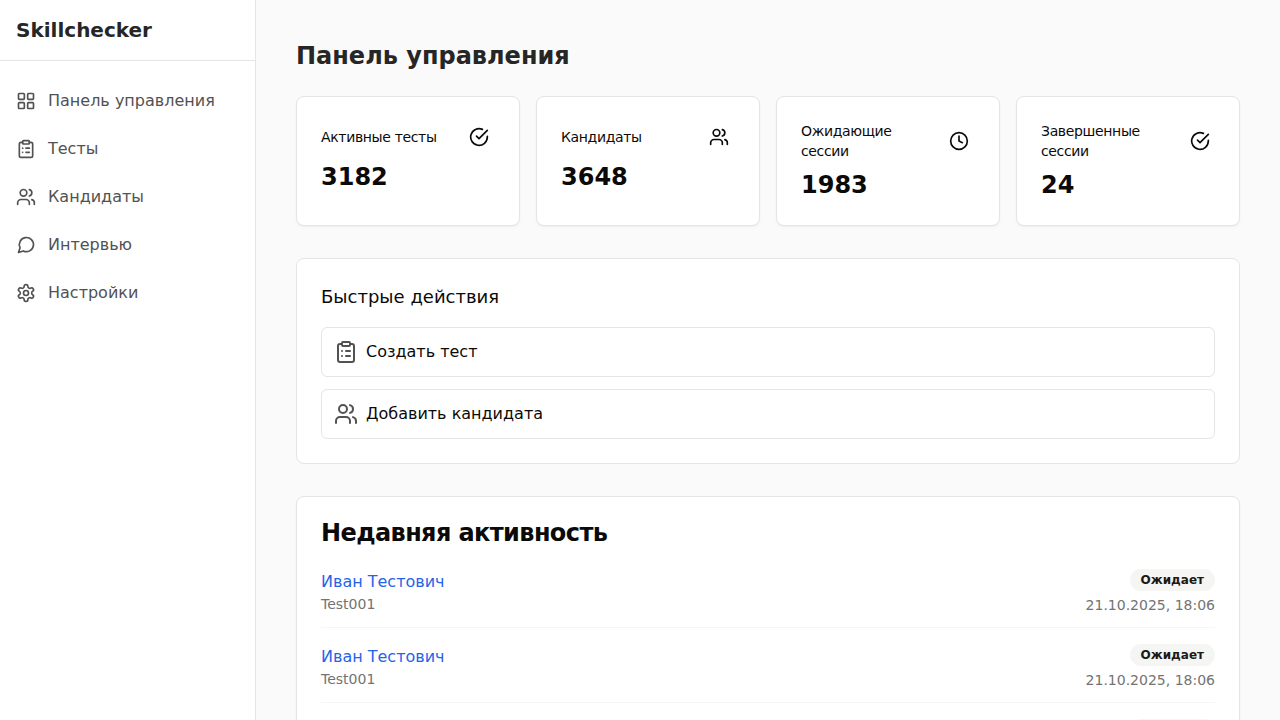 Skillchecker
Панель управления
Тесты
Кандидаты
Интервью
Настройки
Панель управления
Активные тесты
3182
Кандидаты
3648
Ожидающие
сессии
1983
Завершенные
сессии
24
Быстрые действия
Создать тест
Добавить кандидата
Недавняя активность
Иван Тестович
Ожидает
Test001
21.10.2025, 18:06
Иван Тестович
Ожидает
Test001
21.10.2025, 18:06